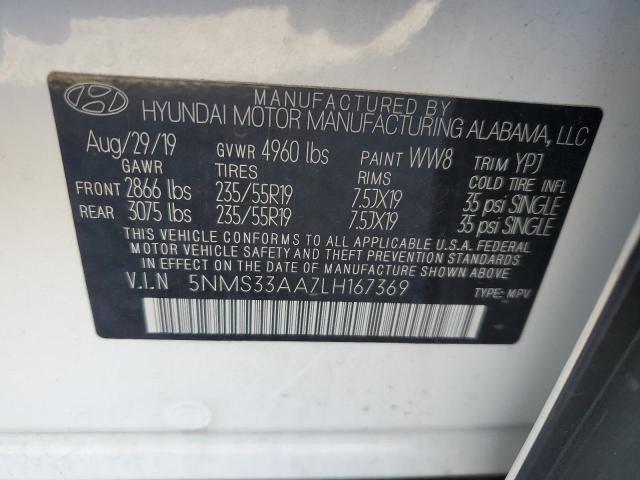 MANUFACTURED BY
HYUNDAI MOTOR MANUFACTURING ALABAMA, LLC
Aug/29/19 GVWR 4960 lbs PAINT WW8 TRIM YPJ
GAWR TIRES RIMS COLD TIRE INFL
FRONT 2866 lbs 235/55R19 7.5JX19 35 psi SINGLE
REAR 3075 lbs 235/55R19 7.5JX19 35 psi SINGLE
THIS VEHICLE CONFORMS TO ALL APPLICABLE U.S.A. FEDERAL
MOTOR VEHICLE SAFETY AND BUMPER, AND THEFT PREVENTION STANDARDS
IN EFFECT ON THE DATE OF MANUFACTURE SHOWN ABOVE.
V.I.N 5NMS33AA7LH167369
TYPE: MPV